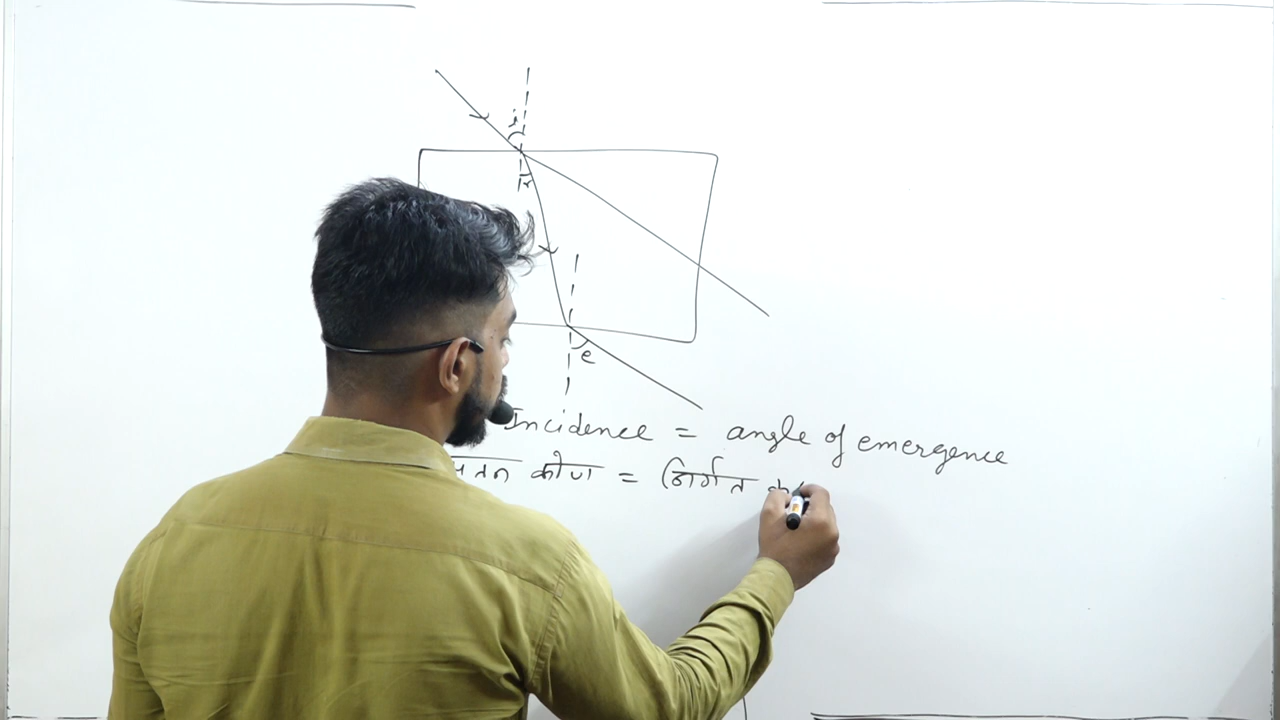 i
r
e
Incidence = angle of emergence
पतन कोण = निर्गत